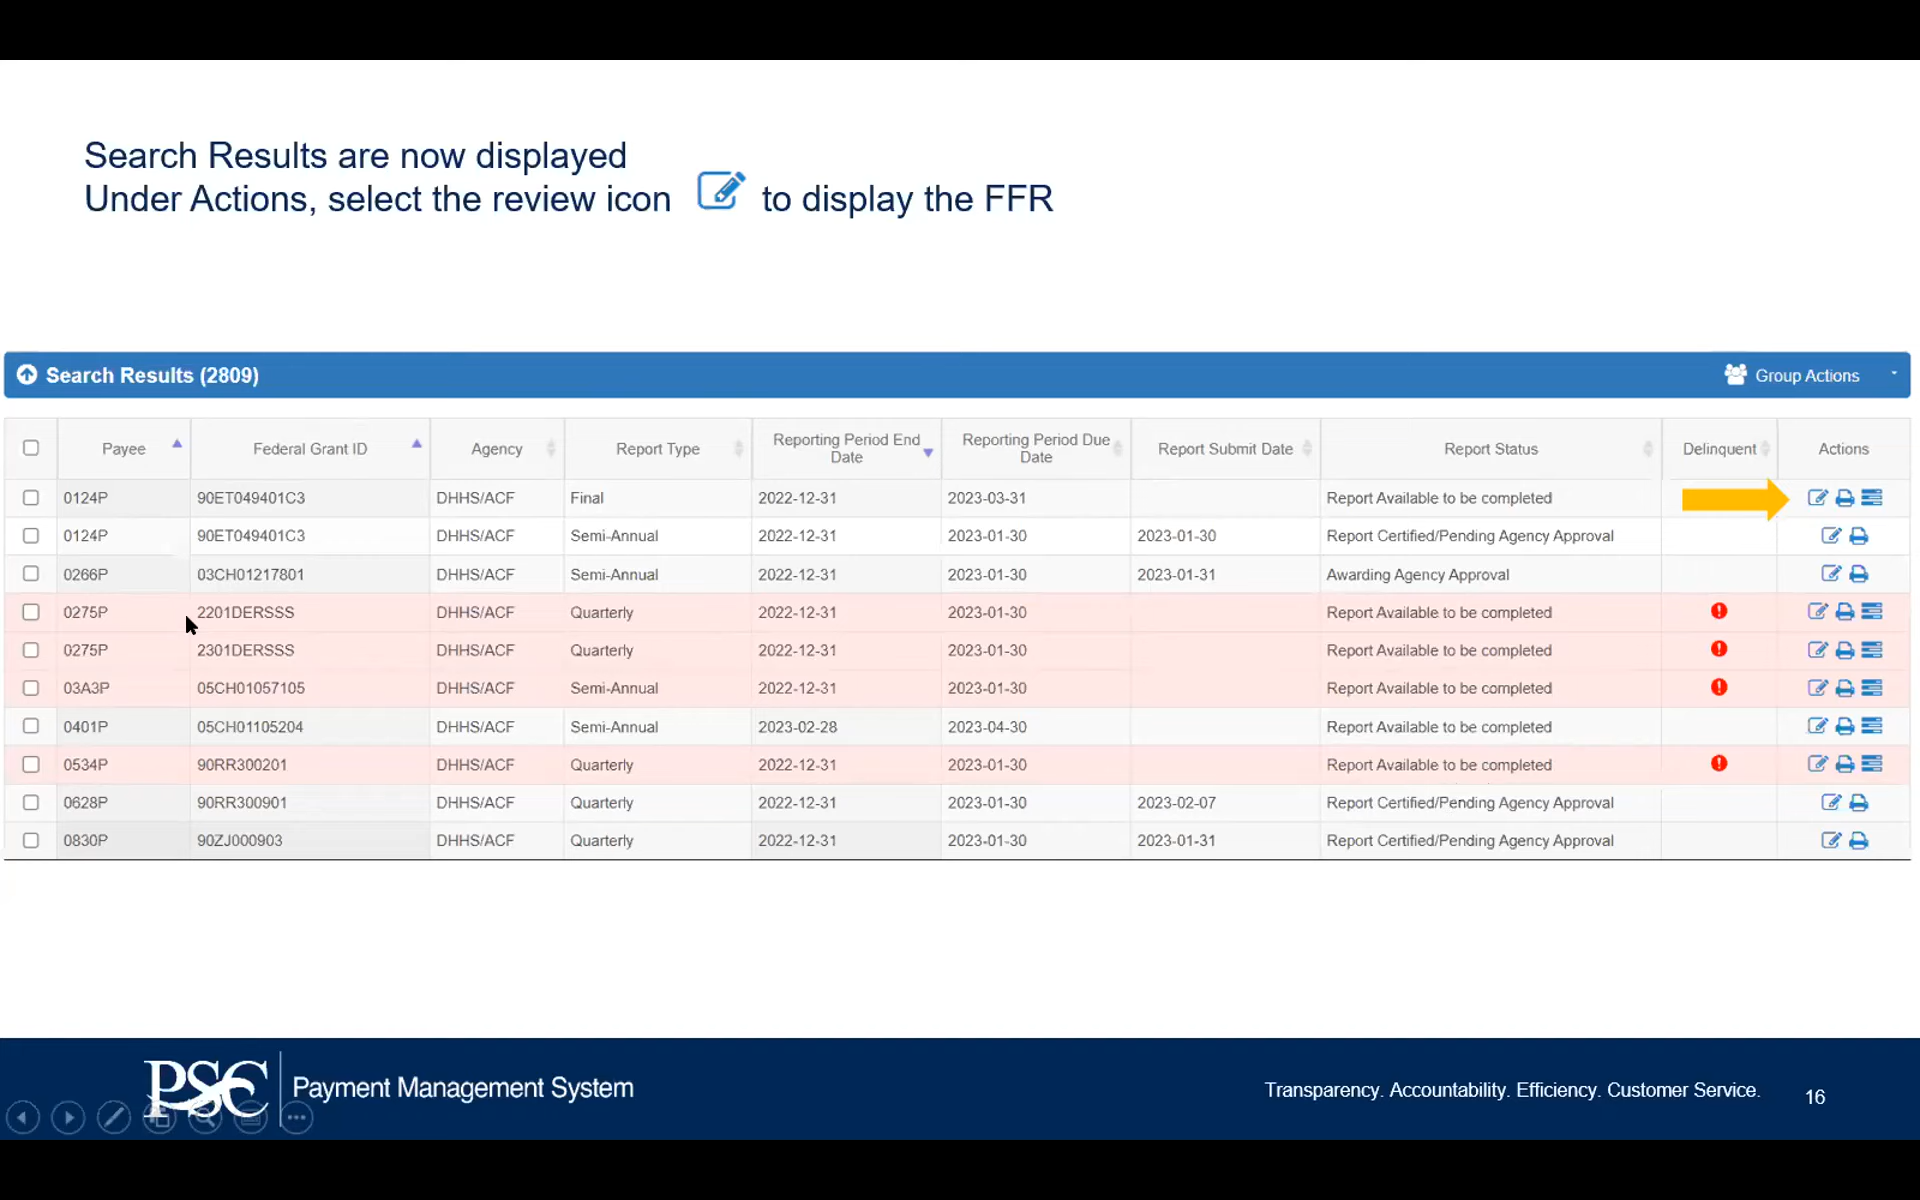 Search Results are now displayed
Under Actions, select the review icon to display the FFR
Search Results (2809) Group Actions
Payee Federal Grant ID Agency Report Type Reporting Period End Date Reporting Period Due Date Report Submit Date Report Status Delinquent Actions
0124P 90ET049401C3 DHHS/ACF Final 2022-12-31 2023-03-31 Report Available to be completed
0124P 90ET049401C3 DHHS/ACF Semi-Annual 2022-12-31 2023-01-30 2023-01-30 Report Certified/Pending Agency Approval
0266P 03CH01217801 DHHS/ACF Semi-Annual 2022-12-31 2023-01-30 2023-01-31 Awarding Agency Approval
0275P 2201DERSSS DHHS/ACF Quarterly 2022-12-31 2023-01-30 Report Available to be completed
0275P 2301DERSSS DHHS/ACF Quarterly 2022-12-31 2023-01-30 Report Available to be completed
03A3P 05CH01057105 DHHS/ACF Semi-Annual 2022-12-31 2023-01-30 Report Available to be completed
0401P 05CH01105204 DHHS/ACF Semi-Annual 2023-02-28 2023-04-30 Report Available to be completed
0534P 90RR300201 DHHS/ACF Quarterly 2022-12-31 2023-01-30 Report Available to be completed
0628P 90RR300901 DHHS/ACF Quarterly 2022-12-31 2023-01-30 2023-02-07 Report Certified/Pending Agency Approval
0830P 90ZJ000903 DHHS/ACF Quarterly 2022-12-31 2023-01-30 2023-01-31 Report Certified/Pending Agency Approval
PSC Payment Management System Transparency. Accountability. Efficiency. Customer Service. 16